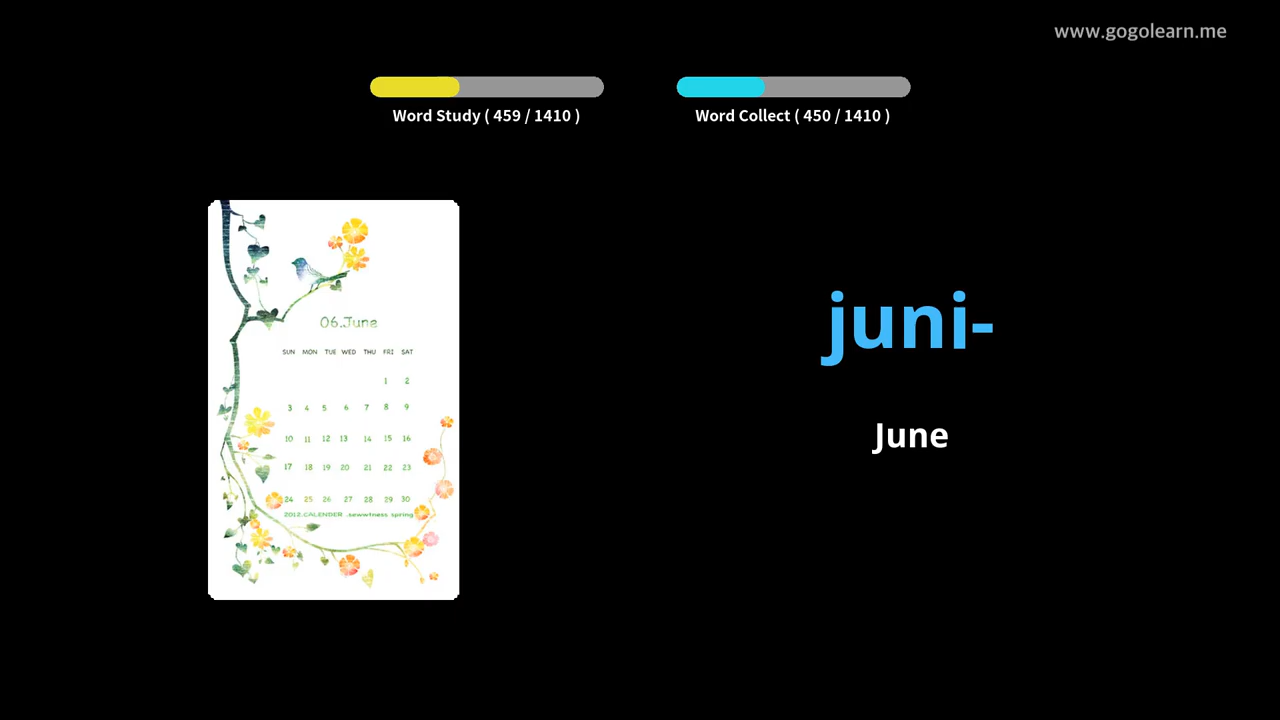 www.gogolearn.me
Word Study ( 459 / 1410 )
Word Collect ( 450 / 1410 )
06.June
SUN MON TUE WED THU FRI SAT
1 2
3 4 5 6 7 8 9
10 11 12 13 14 15 16
17 18 19 20 21 22 23
24 25 26 27 28 29 30
2012.CALENDER .sewwtness spring
juni-
June